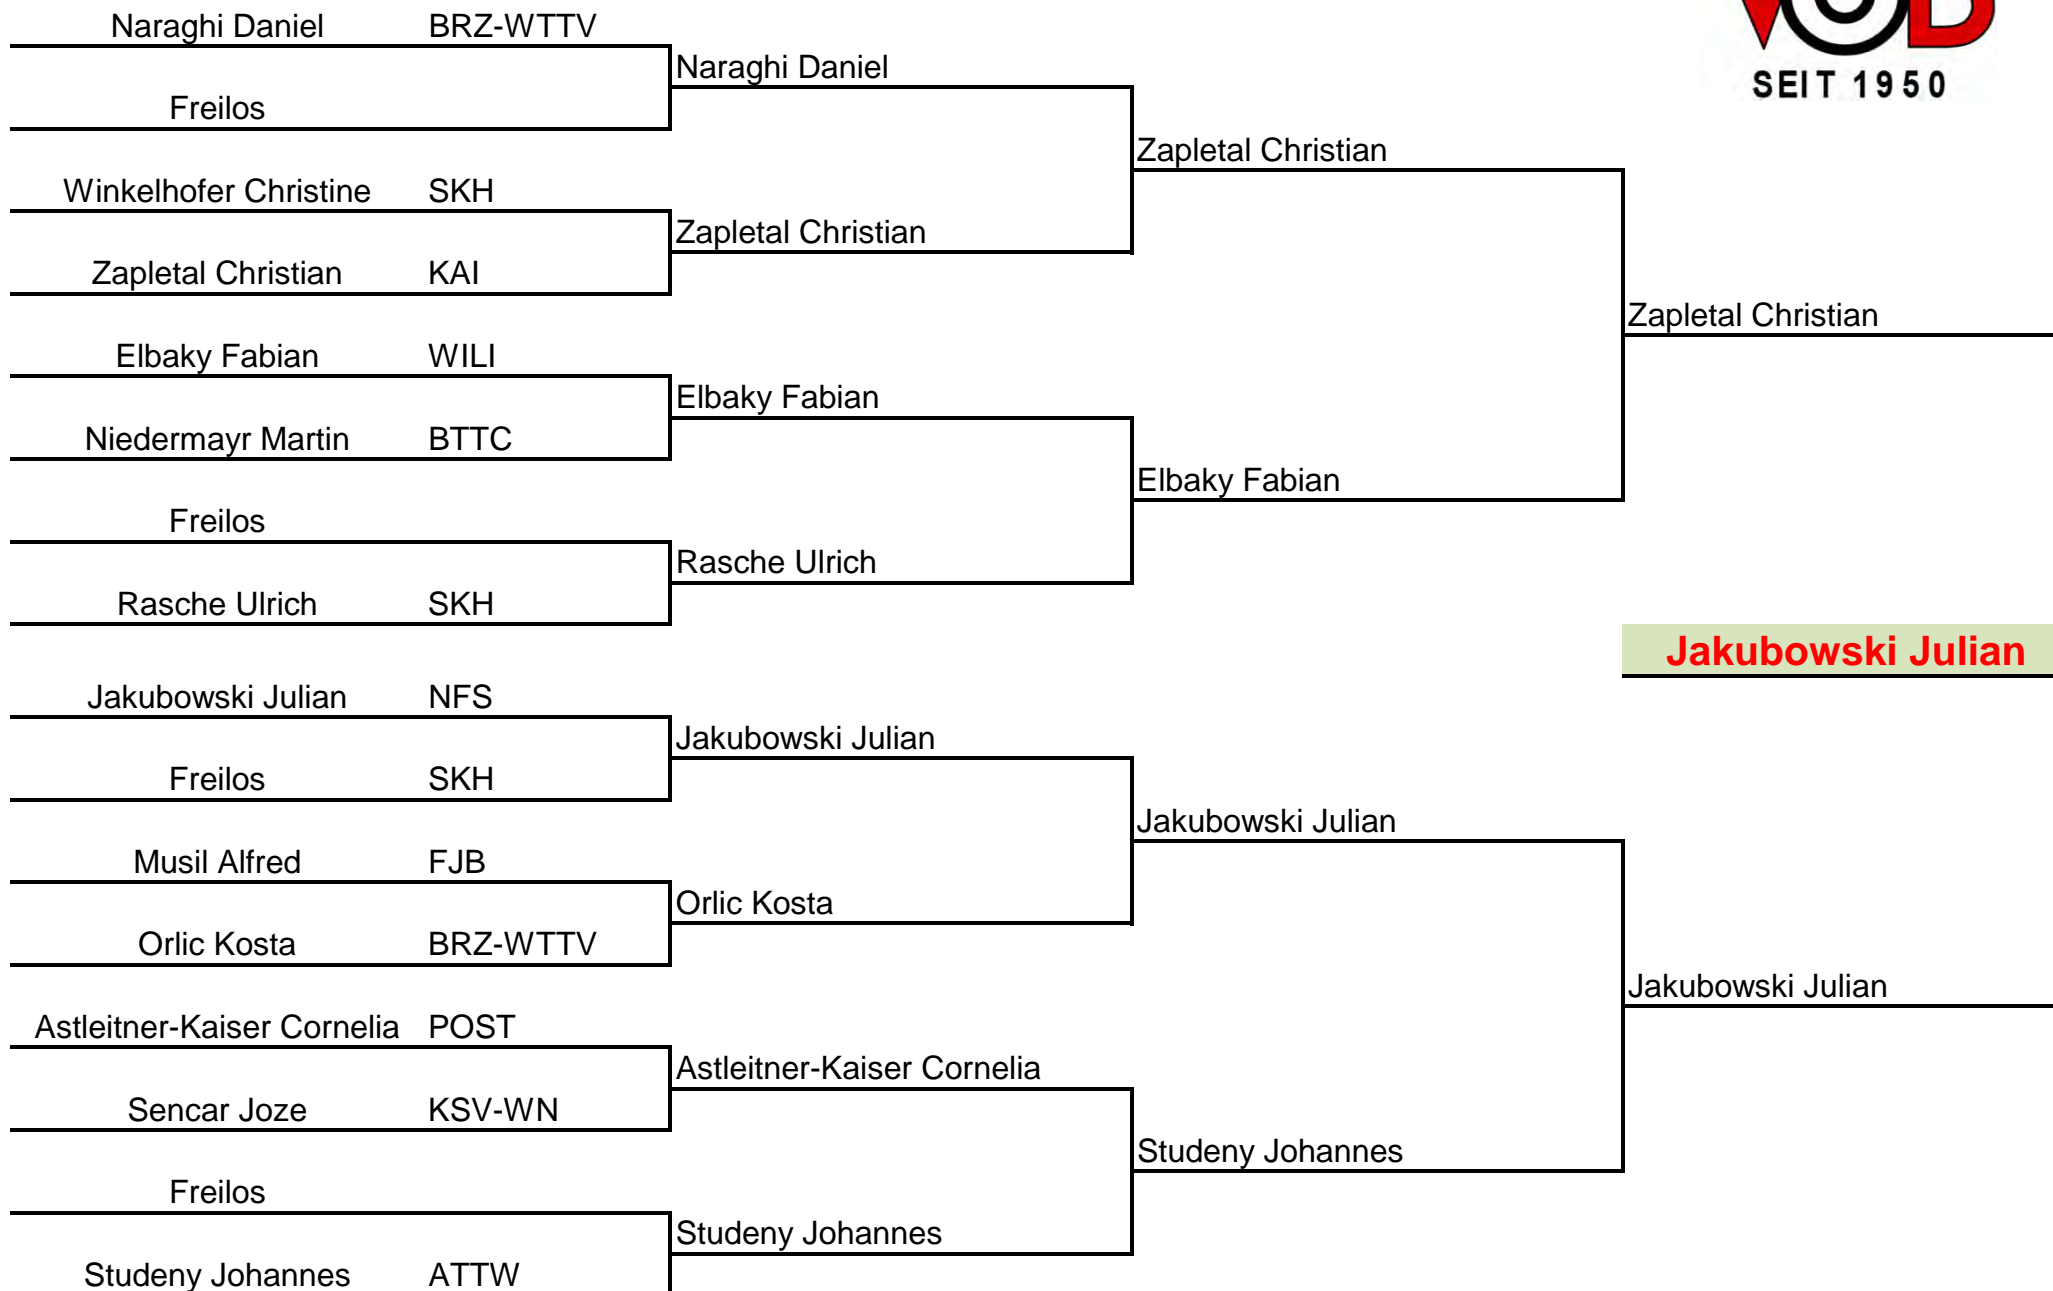 Naraghi Daniel BRZ-WTTV
Naraghi Daniel
SEIT 1950
Freilos
Zapletal Christian
Winkelhofer Christine SKH
Zapletal Christian
Zapletal Christian KAI
Zapletal Christian
Elbaky Fabian WILI
Elbaky Fabian
Niedermayr Martin BTTC
Elbaky Fabian
Freilos
Rasche Ulrich
Rasche Ulrich SKH
Jakubowski Julian
Jakubowski Julian NFS
Jakubowski Julian
Freilos SKH
Jakubowski Julian
Musil Alfred FJB
Orlic Kosta
Orlic Kosta BRZ-WTTV
Jakubowski Julian
Astleitner-Kaiser Cornelia POST
Astleitner-Kaiser Cornelia
Sencar Joze KSV-WN
Studeny Johannes
Freilos
Studeny Johannes
Studeny Johannes ATTW